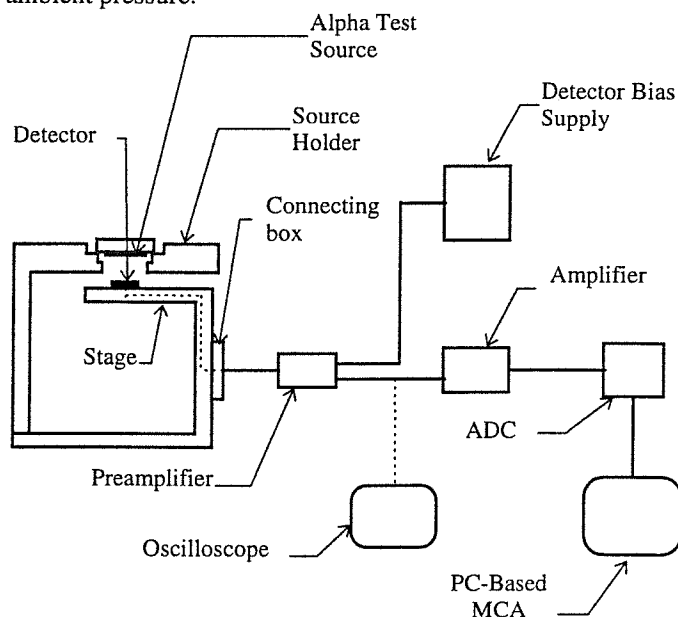 ambient pressure.
Alpha Test
Source
Detector Bias
Supply
Detector
Source
Holder
Connecting
box
Amplifier
Stage
ADC
Preamplifier
Oscilloscope
PC-Based
MCA